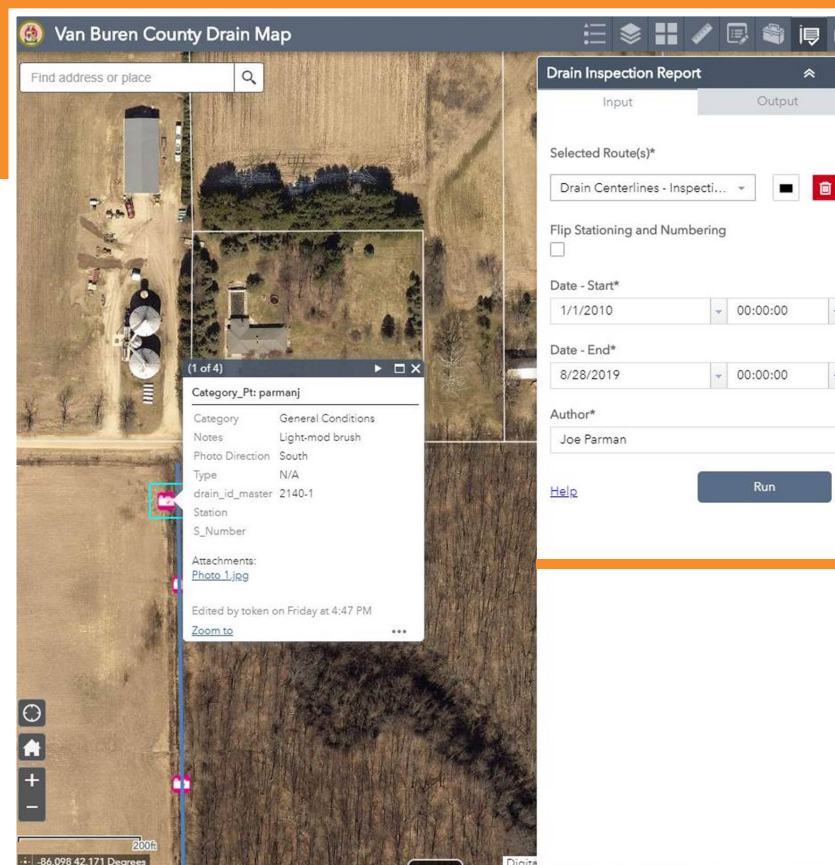 Van Buren County Drain Map
Find address or place
Drain Inspection Report
Input
Output
Selected Route(s)*
Drain Centerlines - Inspecti...
Flip Stationing and Numbering
Date - Start*
1/1/2010
00:00:00
Date - End*
8/28/2019
00:00:00
Author*
Joe Parman
Help
Run
(1 of 4)
Category_Pt: parmanj
Category General Conditions
Notes Light-mod brush
Photo Direction South
Type N/A
drain_id_master 2140-1
Station
S_Number
Attachments:
Photo 1.jpg
Edited by token on Friday at 4:47 PM
Zoom to
•••
+
−
200ft
-86.098 42.171 Degrees
Digita